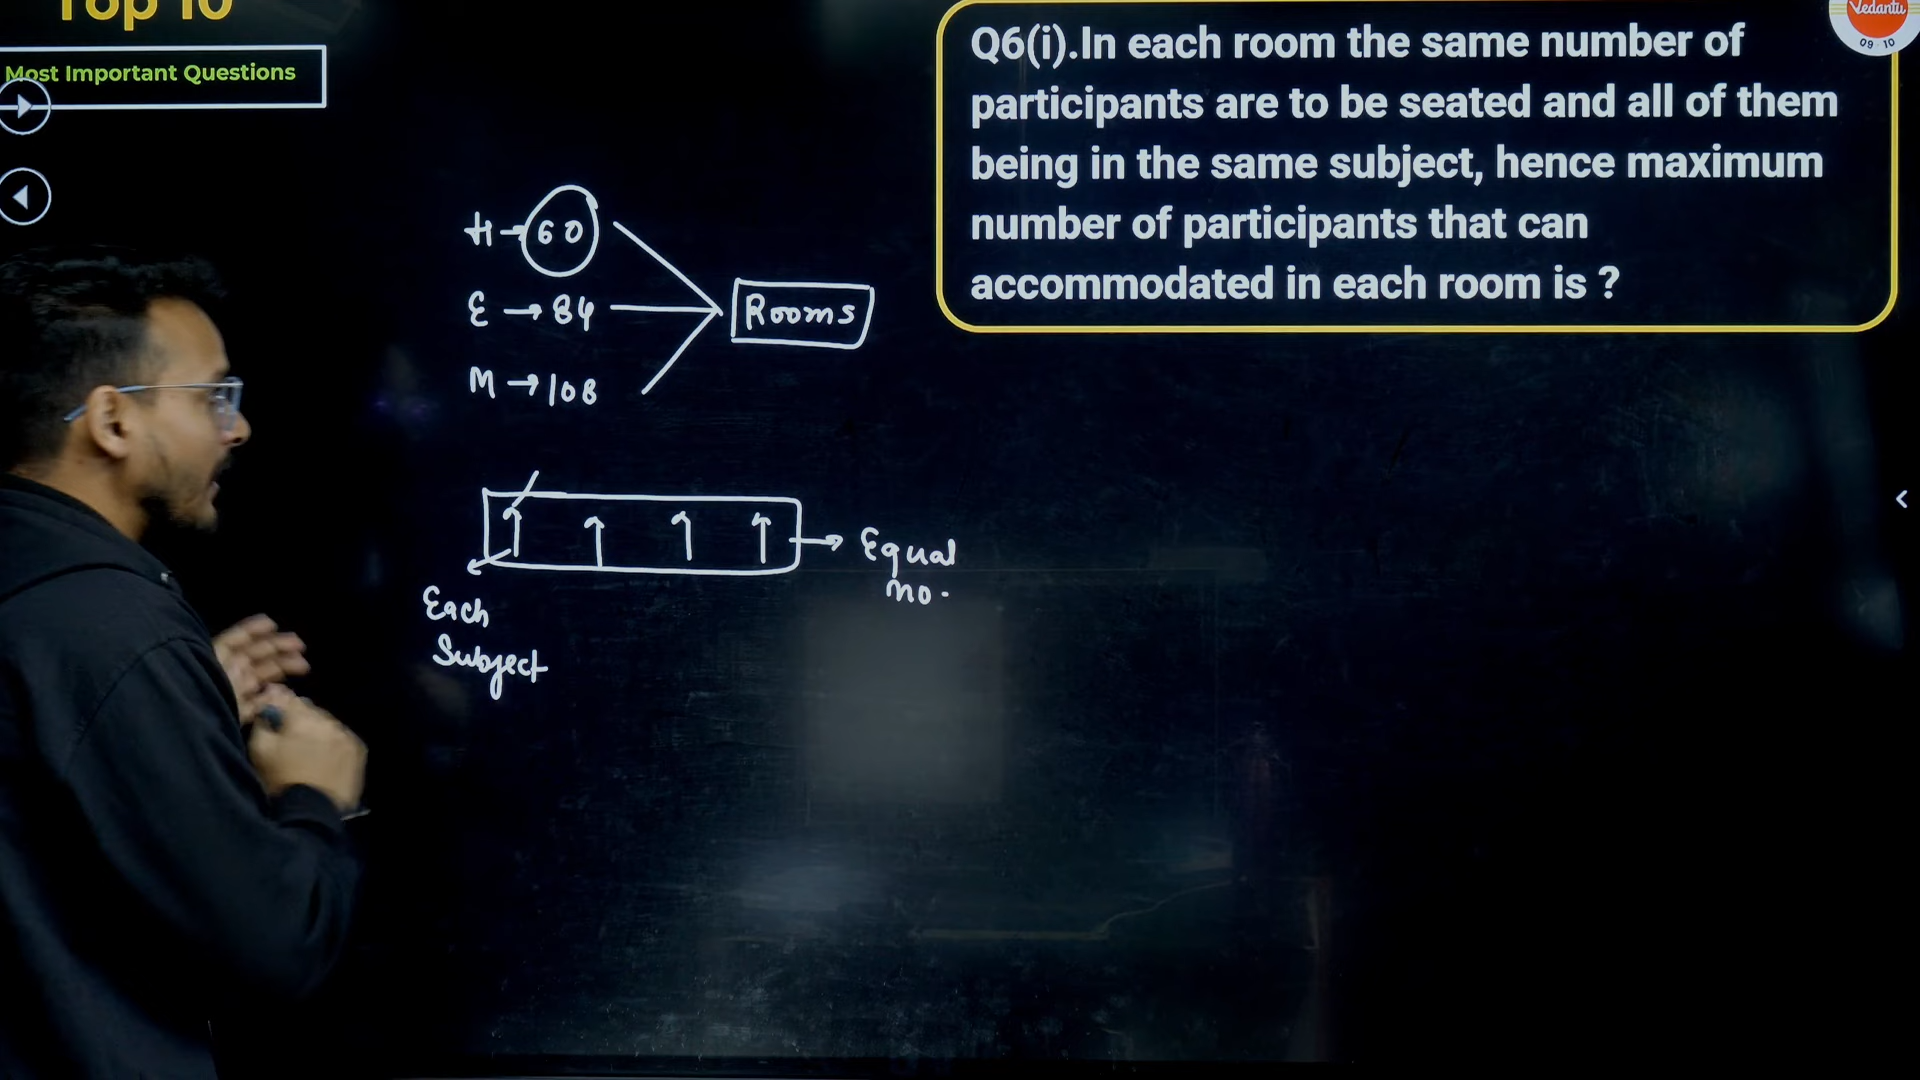 Top 10
Most Important Questions
Vedantu
09 10
Q6(i).In each room the same number of
participants are to be seated and all of them
being in the same subject, hence maximum
number of participants that can
accommodated in each room is ?
H → 60
E → 84
M → 108
Rooms
Equal
no.
Each
Subject